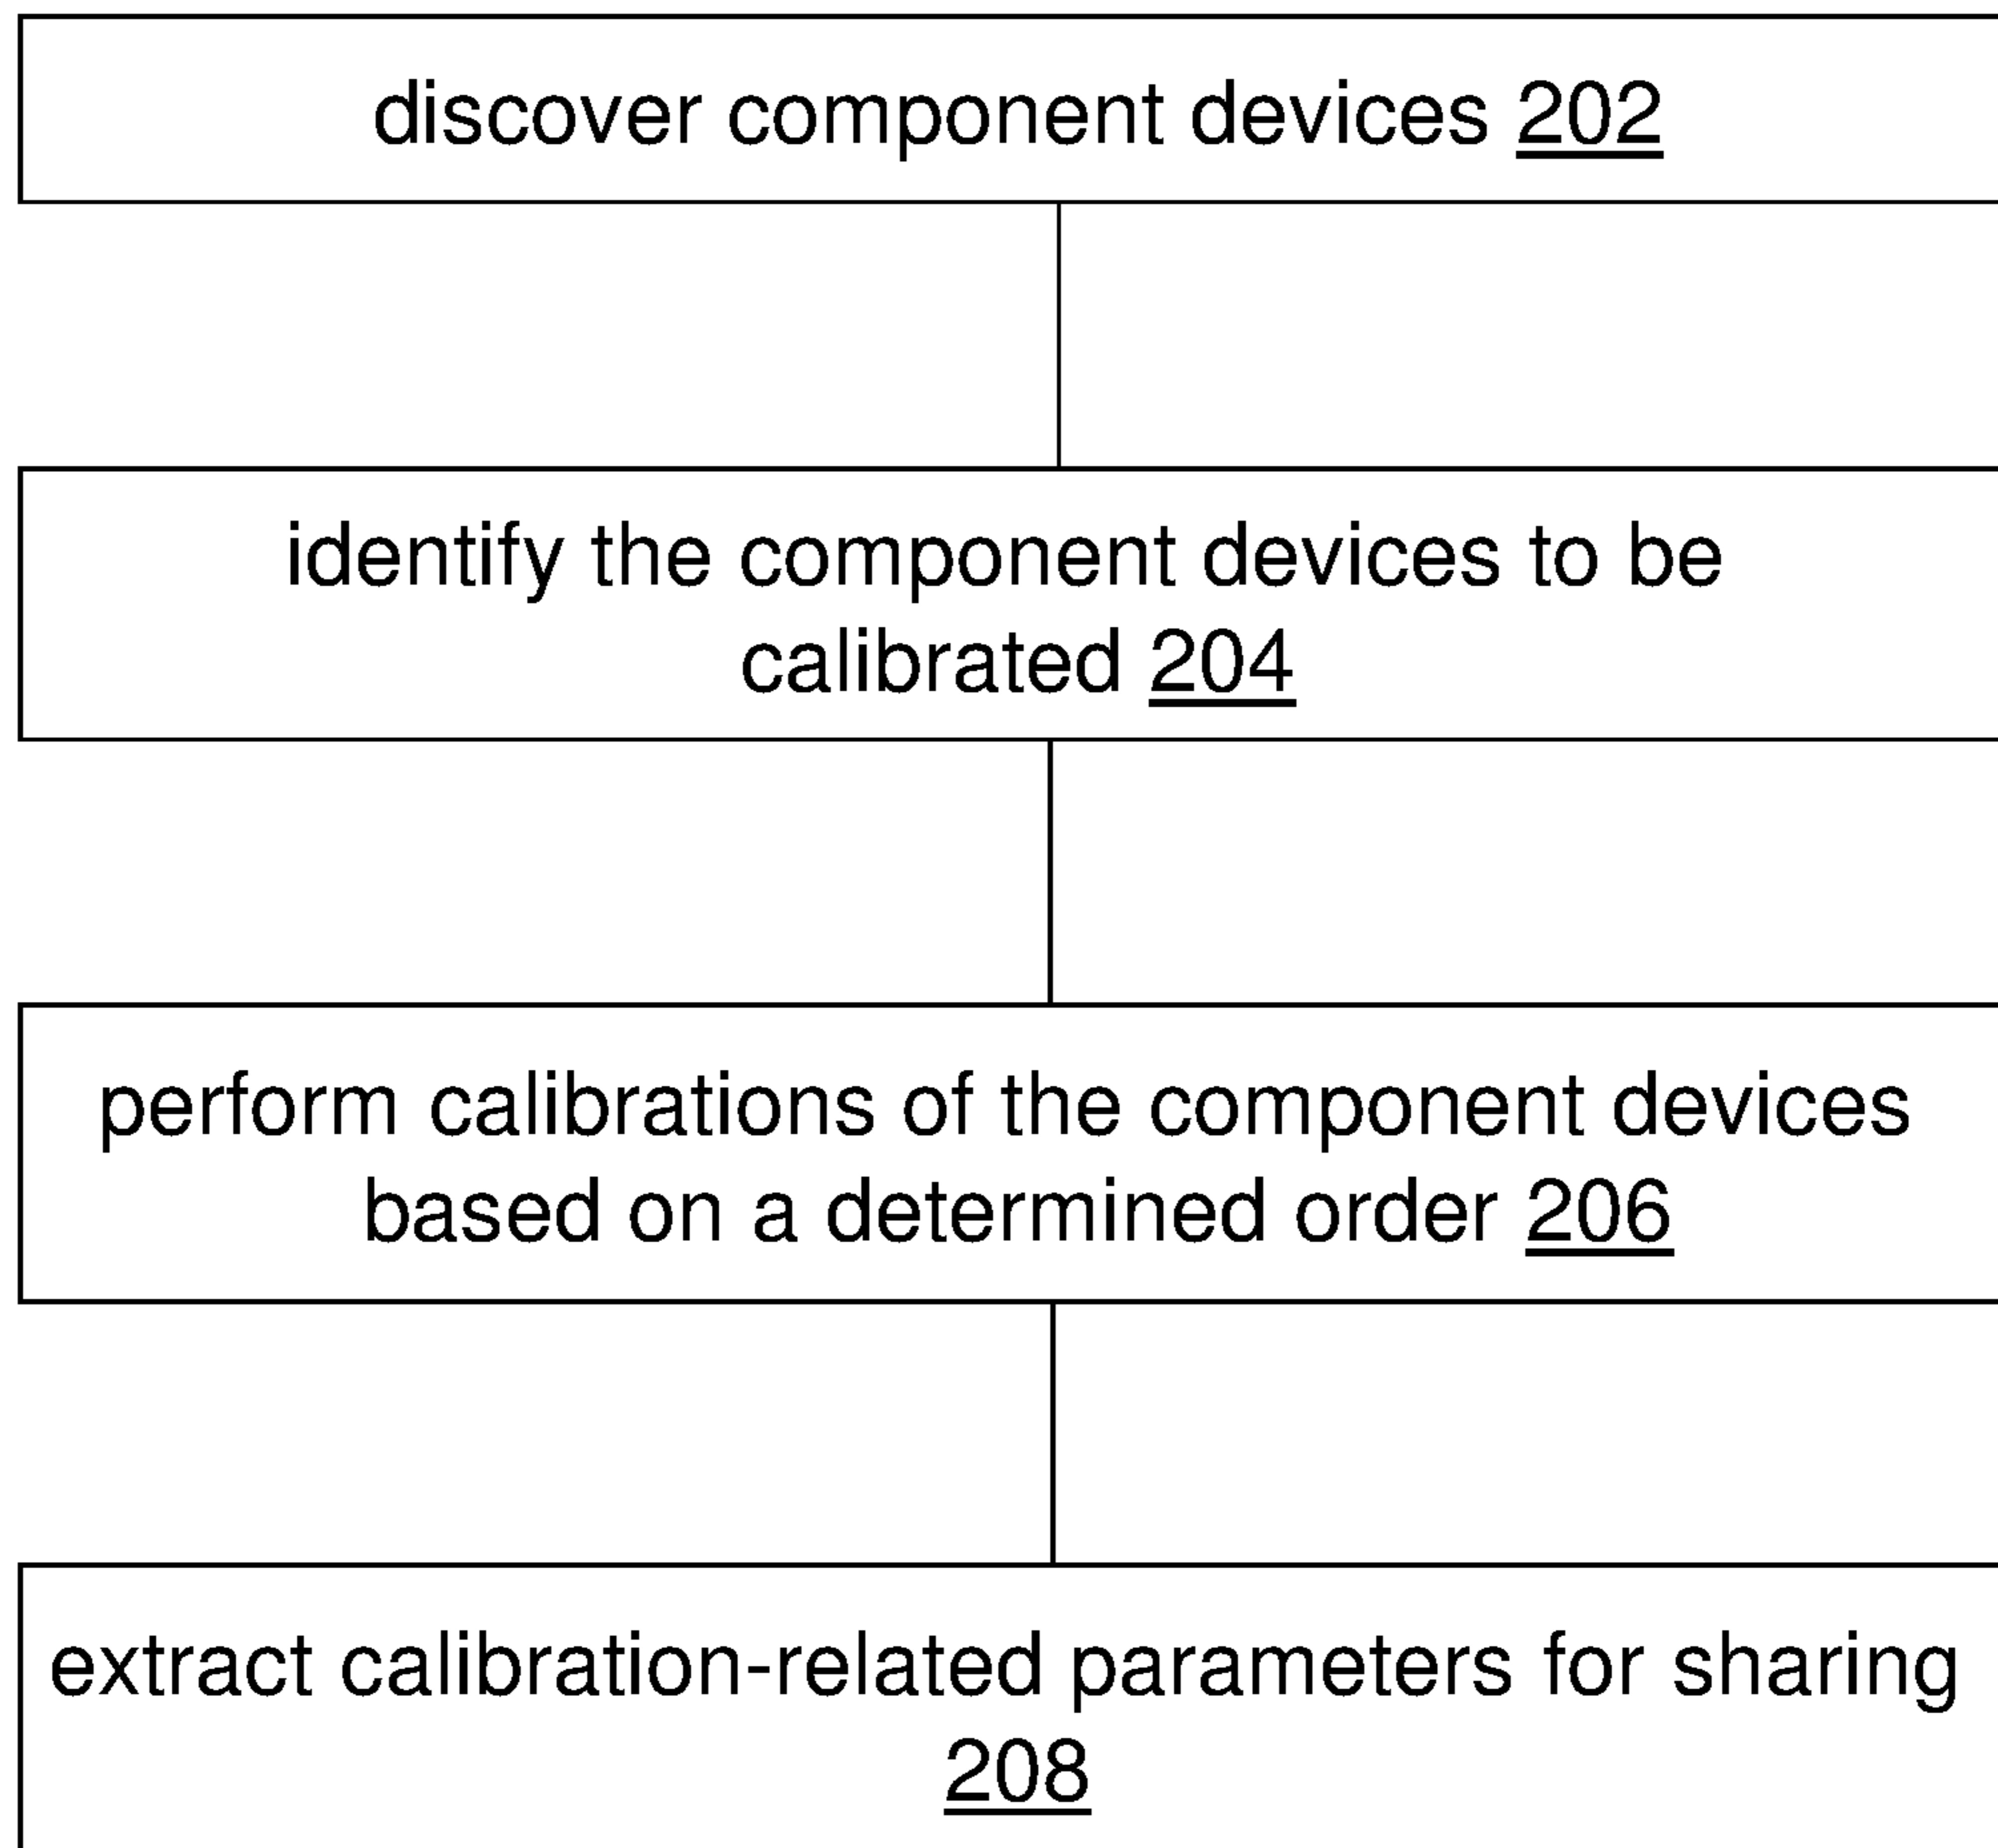 discover component devices 202
identify the component devices to be
calibrated 204
perform calibrations of the component devices
based on a determined order 206
extract calibration-related parameters for sharing
208